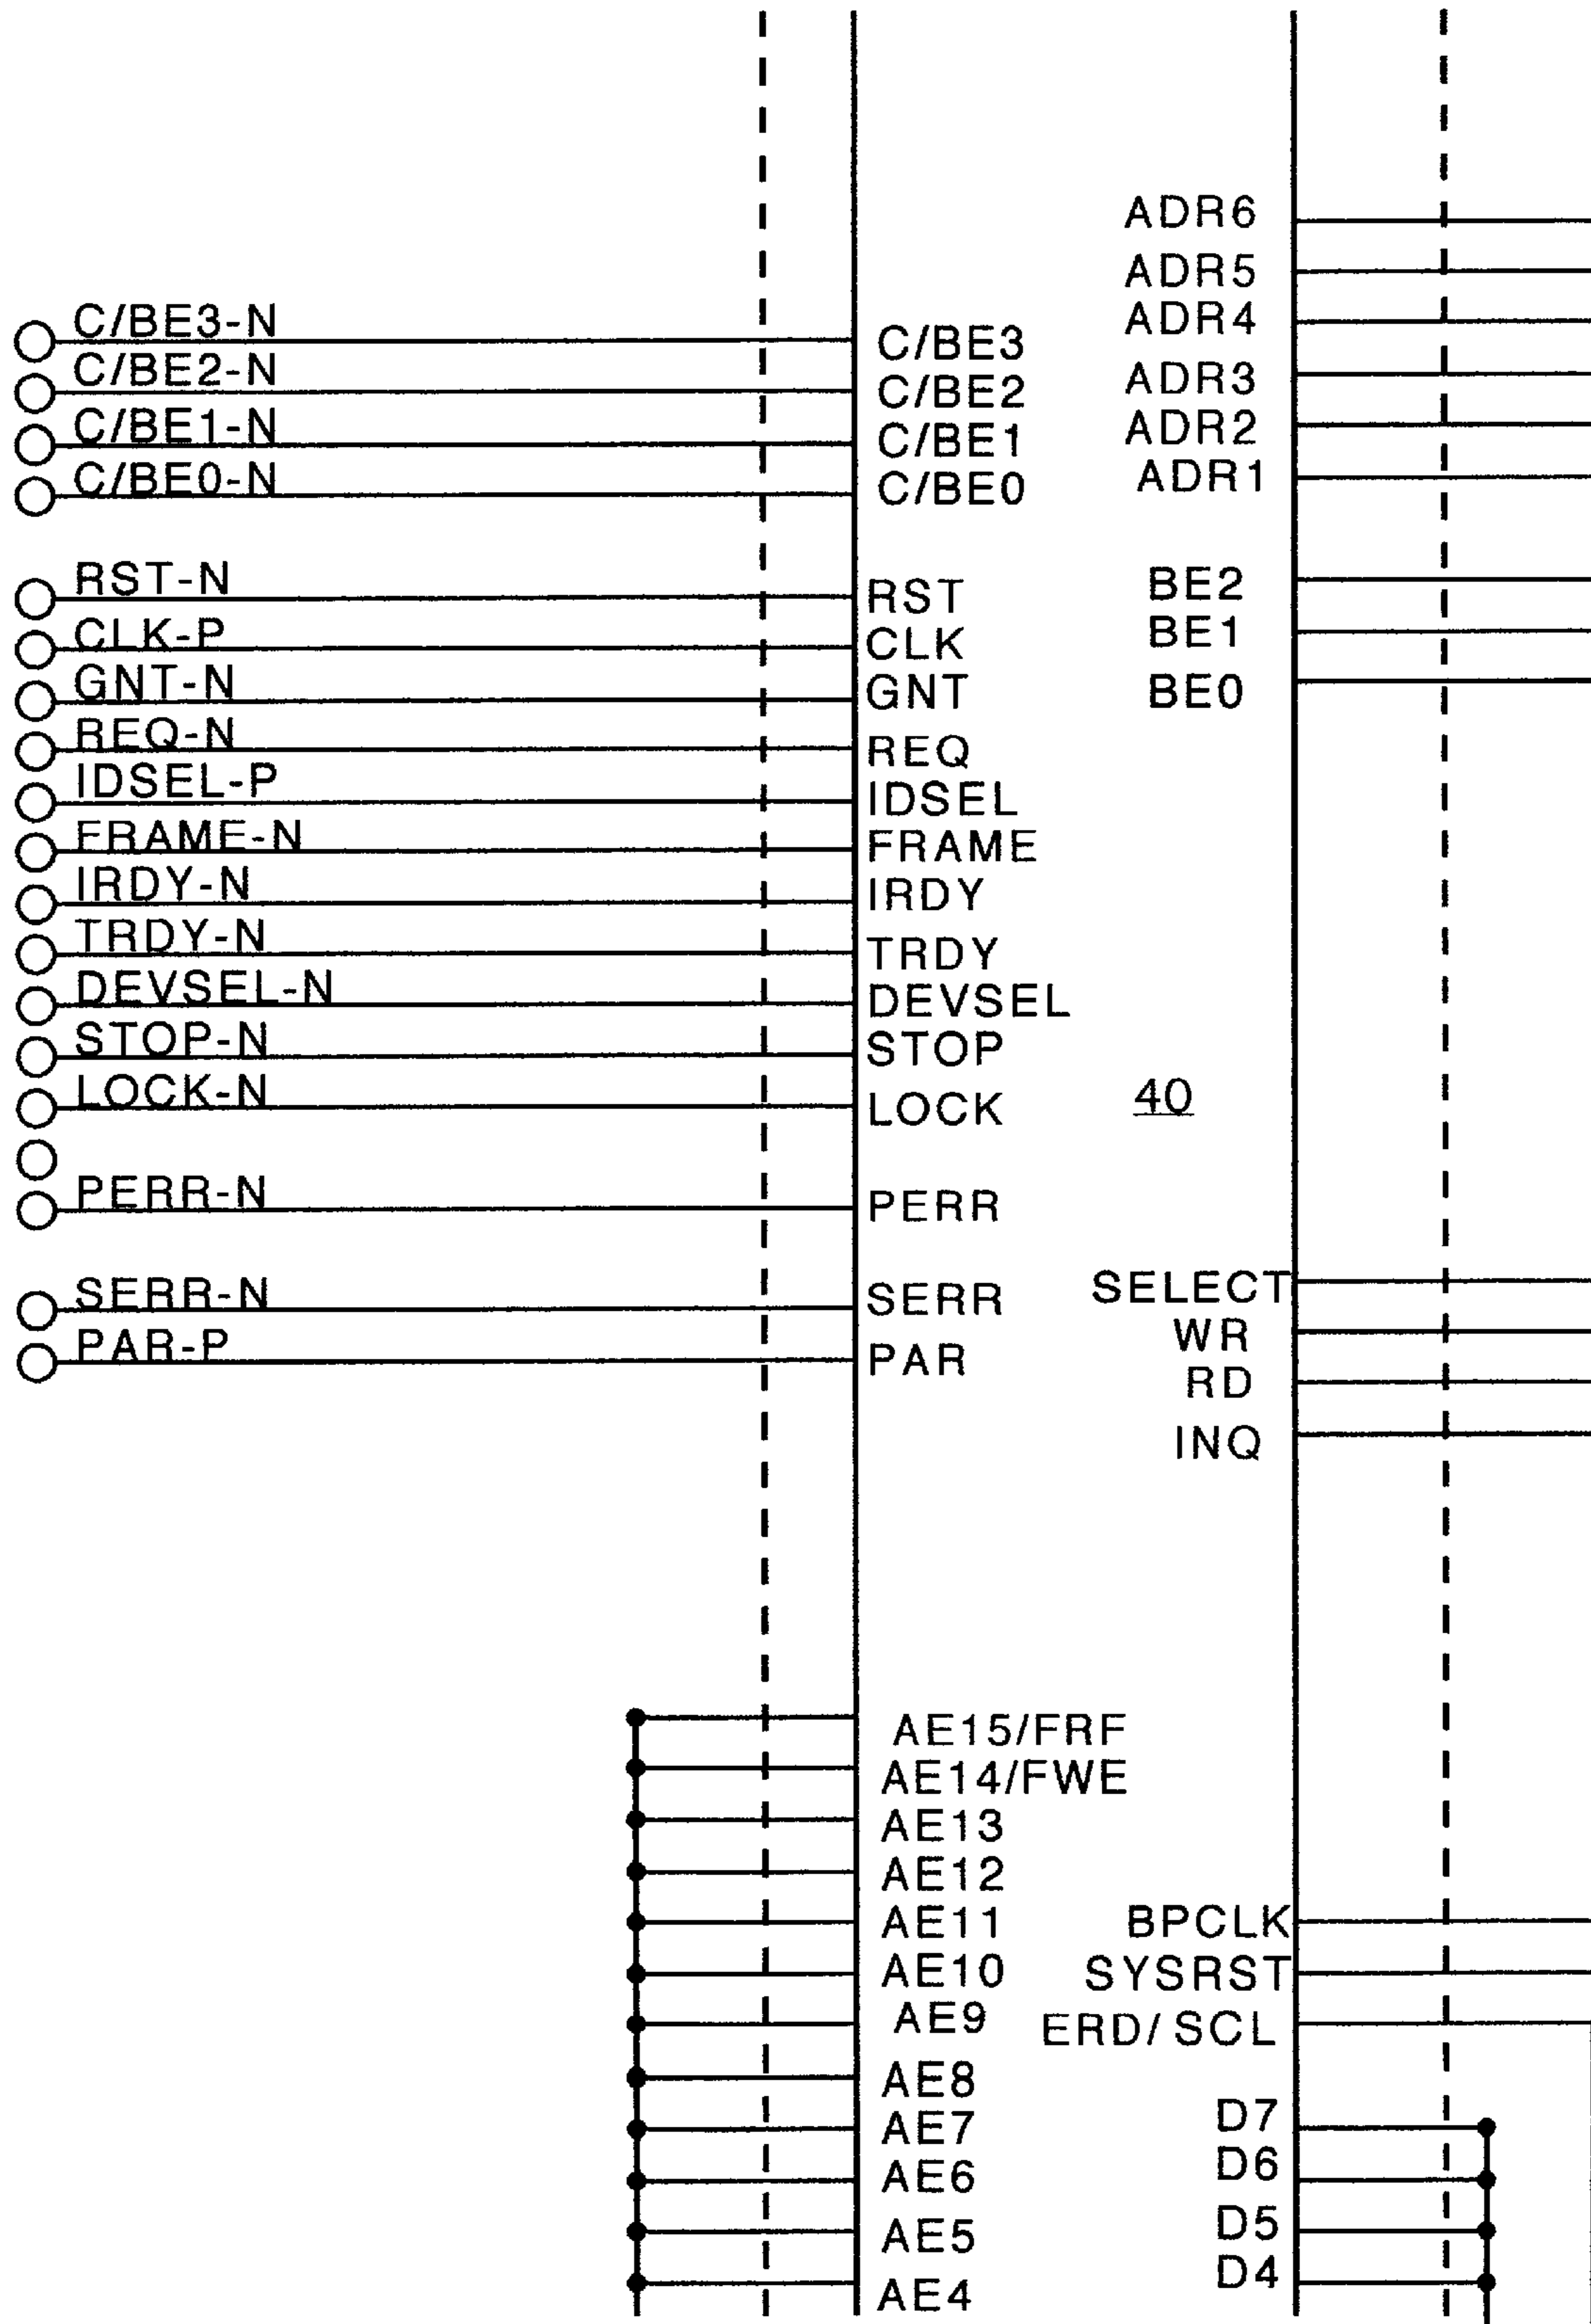 ADR6
ADR5
C/BE3-N
ADR4
C/BE3
C/BE2-N
ADR3
C/BE2
C/BE1-N
ADR2
C/BE1
C/BE0-N
ADR1
C/BE0
RST-N
RST
BE2
CLK-P
CLK
BE1
GNT-N
GNT
BE0
REQ-N
REQ
IDSEL-P
IDSEL
FRAME-N
FRAME
IRDY-N
IRDY
TRDY-N
TRDY
DEVSEL-N
DEVSEL
STOP-N
STOP
LOCK-N
LOCK
40
PERR-N
PERR
SERR-N
SERR
SELECT
PAR-P
PAR
WR
RD
INQ
AE15/FRF
AE14/FWE
AE13
AE12
AE11
BPCLK
AE10
SYSRST
AE9
ERD/SCL
AE8
AE7
D7
AE6
D6
AE5
D5
AE4
D4